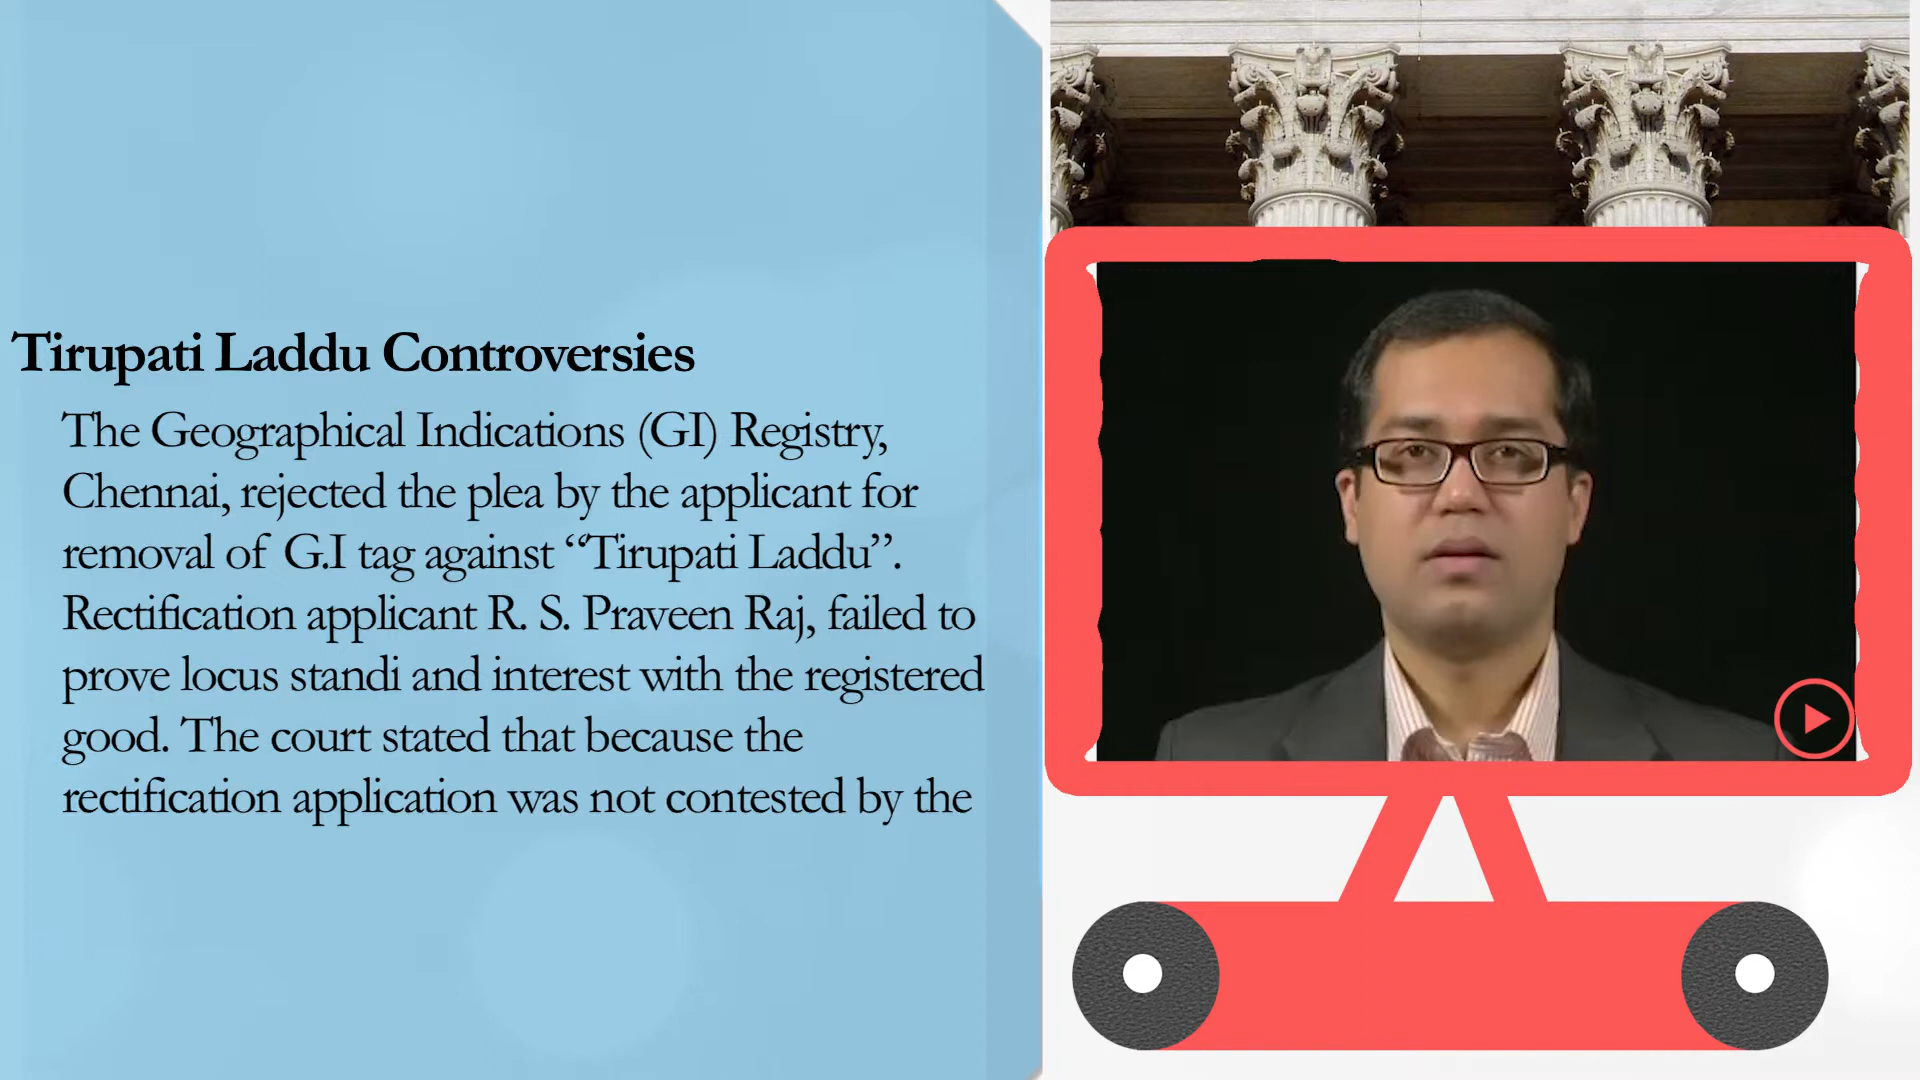 Tirupati Laddu Controversies
The Geographical Indications (GI) Registry,
Chennai, rejected the plea by the applicant for
removal of G.I tag against “Tirupati Laddu”.
Rectification applicant R. S. Praveen Raj, failed to
prove locus standi and interest with the registered
good. The court stated that because the
rectification application was not contested by the